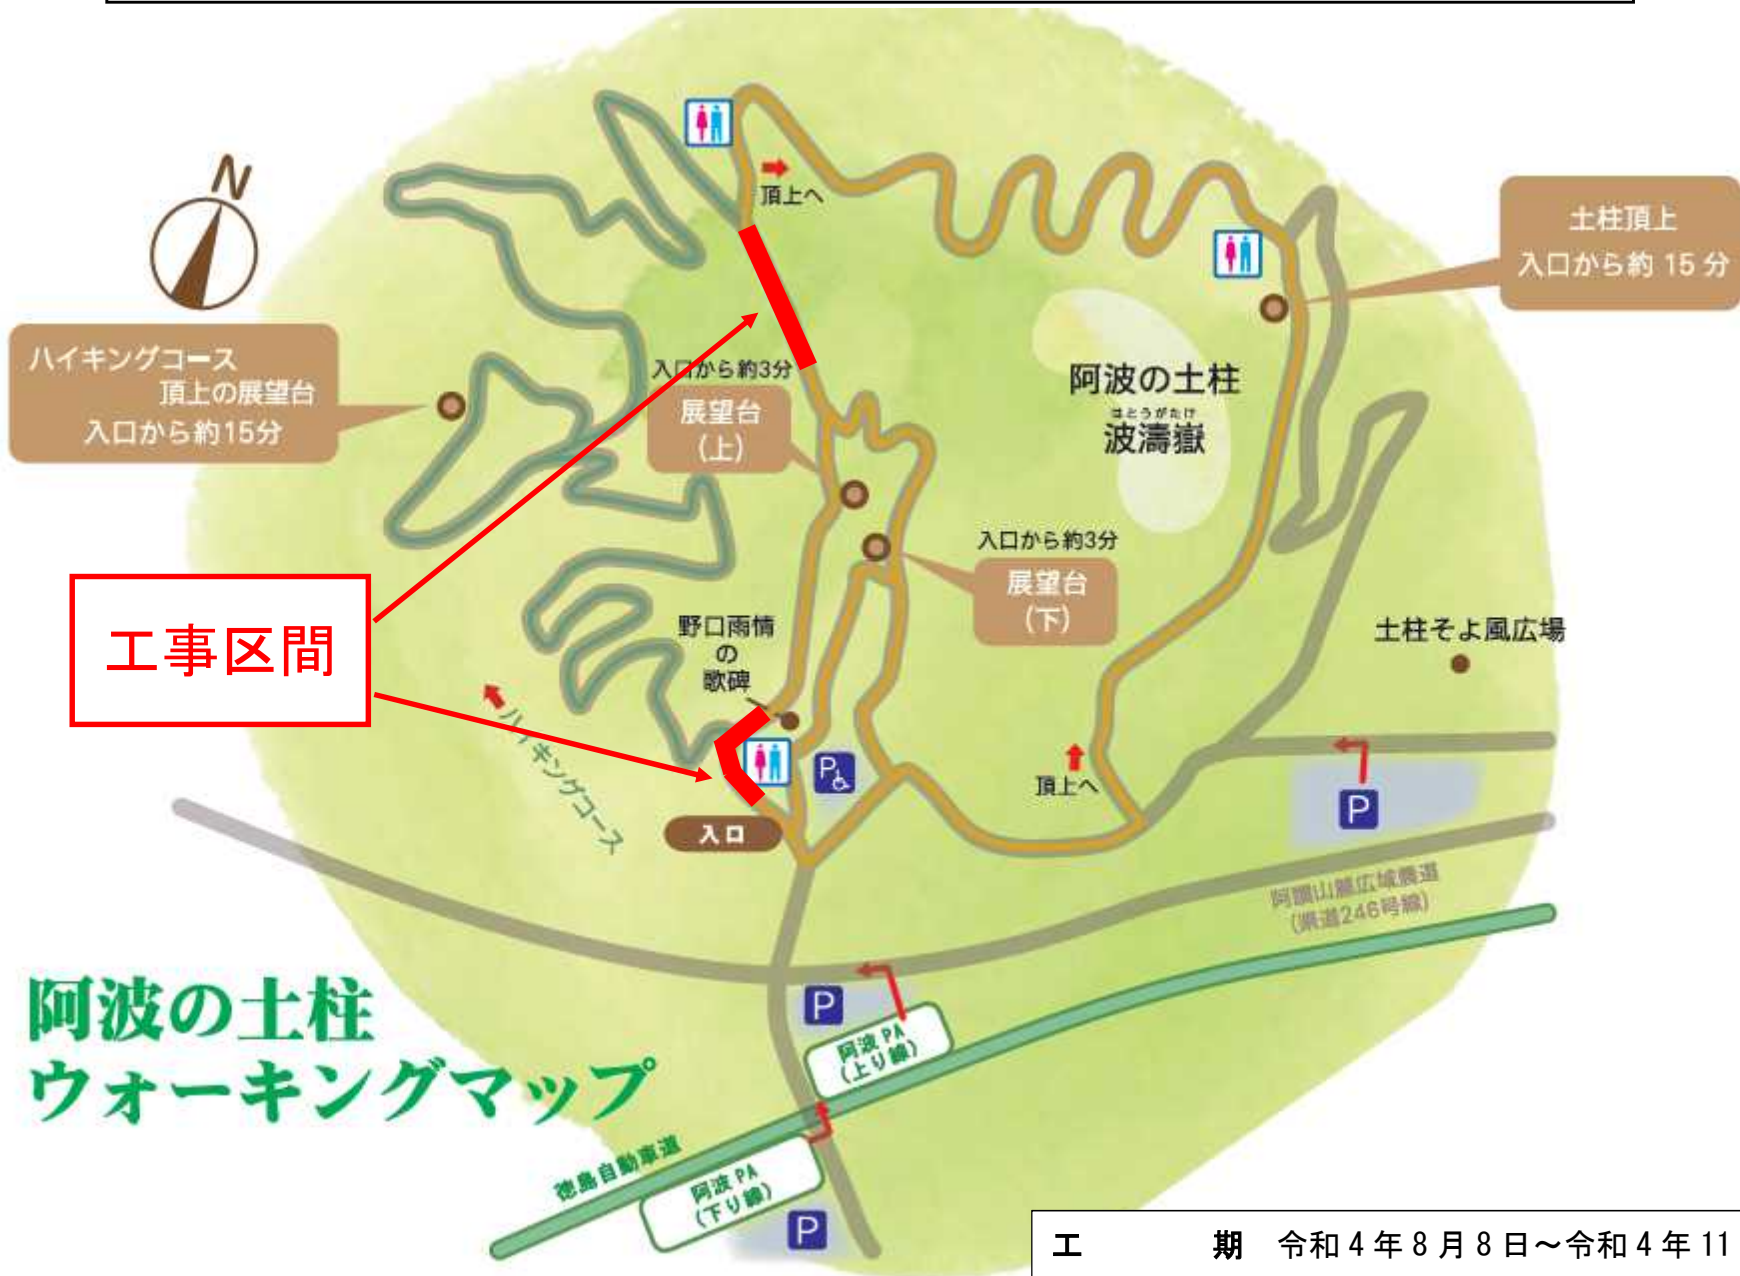 N
頂上へ
土柱頂上
入口から約 15 分
ハイキングコース
頂上の展望台
入口から約15分
入口から約3分
展望台
(上)
阿波の土柱
はとうがたけ
波濤嶽
入口から約3分
展望台
(下)
工事区間
野口雨情
の
歌碑
土柱そよ風広場
ハイキングコース
P
頂上へ
P
入口
阿讃山麓広域農道
(県道246号線)
阿波の土柱
ウォーキングマップ
P
阿波 PA
(上り線)
徳島自動車道
阿波 PA
(下り線)
P
工 期 令和4年8月8日～令和4年11